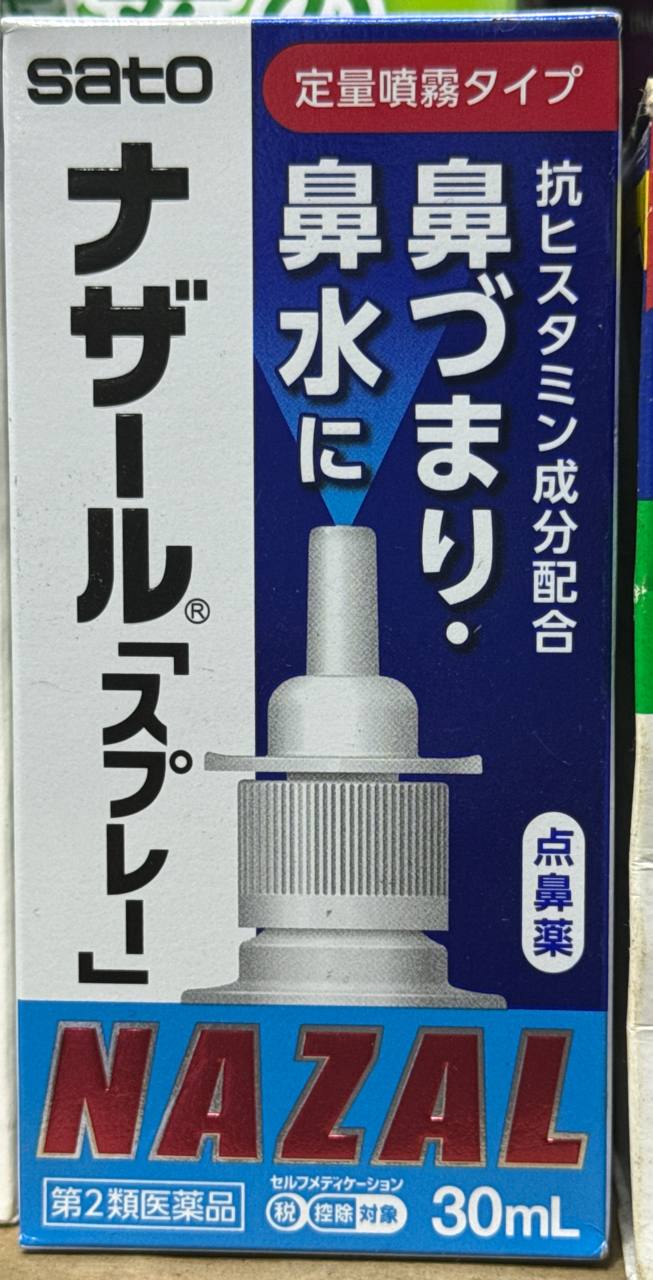 sato
定量噴霧タイプ
抗ヒスタミン成分配合
鼻づまり・
鼻水に
ナザール®「スプレー」
点鼻薬
NAZAL
第2類医薬品
セルフメディケーション
税 控除 対象
30mL